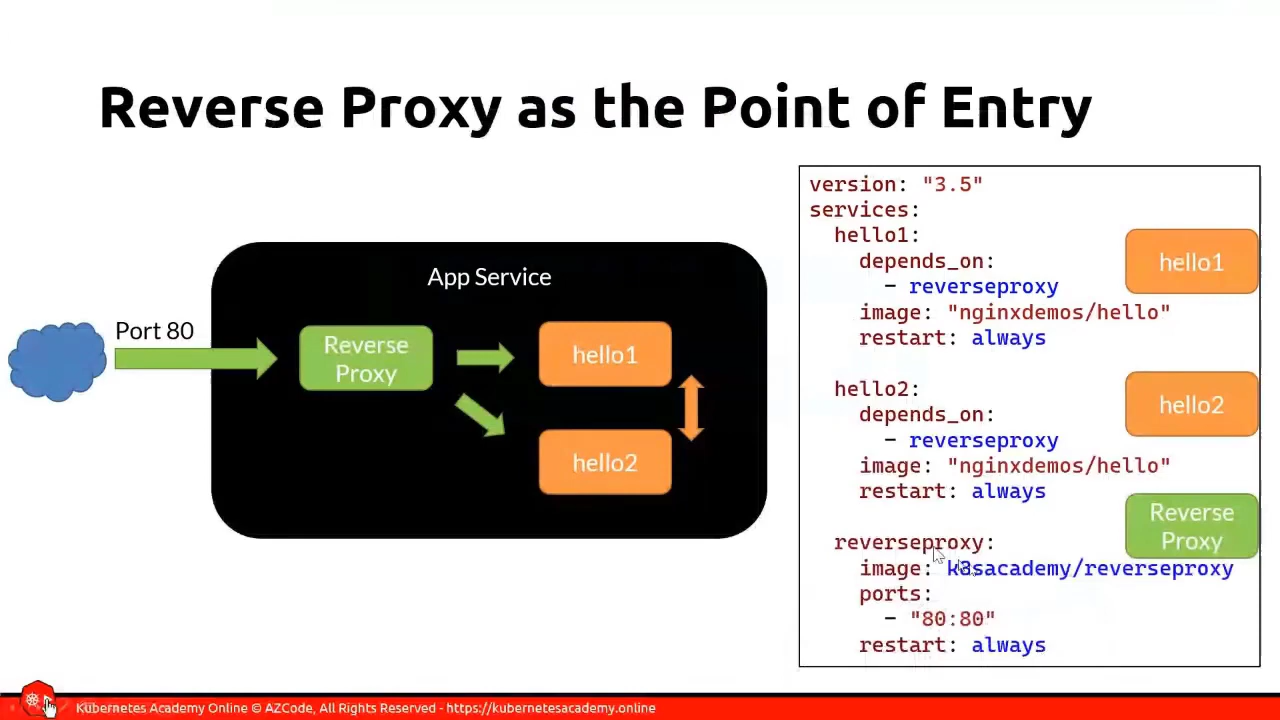 Reverse Proxy as the Point of Entry
App Service
Port 80
Reverse
Proxy
hello1
hello2
version: "3.5"
services:
hello1:
depends_on:
- reverseproxy
image: "nginxdemos/hello"
restart: always
hello2:
depends_on:
- reverseproxy
image: "nginxdemos/hello"
restart: always
reverseproxy:
image: k8sacademy/reverseproxy
ports:
- "80:80"
restart: always
hello1
hello2
Reverse
Proxy
Kubernetes Academy Online © AZCode, All Rights Reserved - https://kubernetesacademy.online